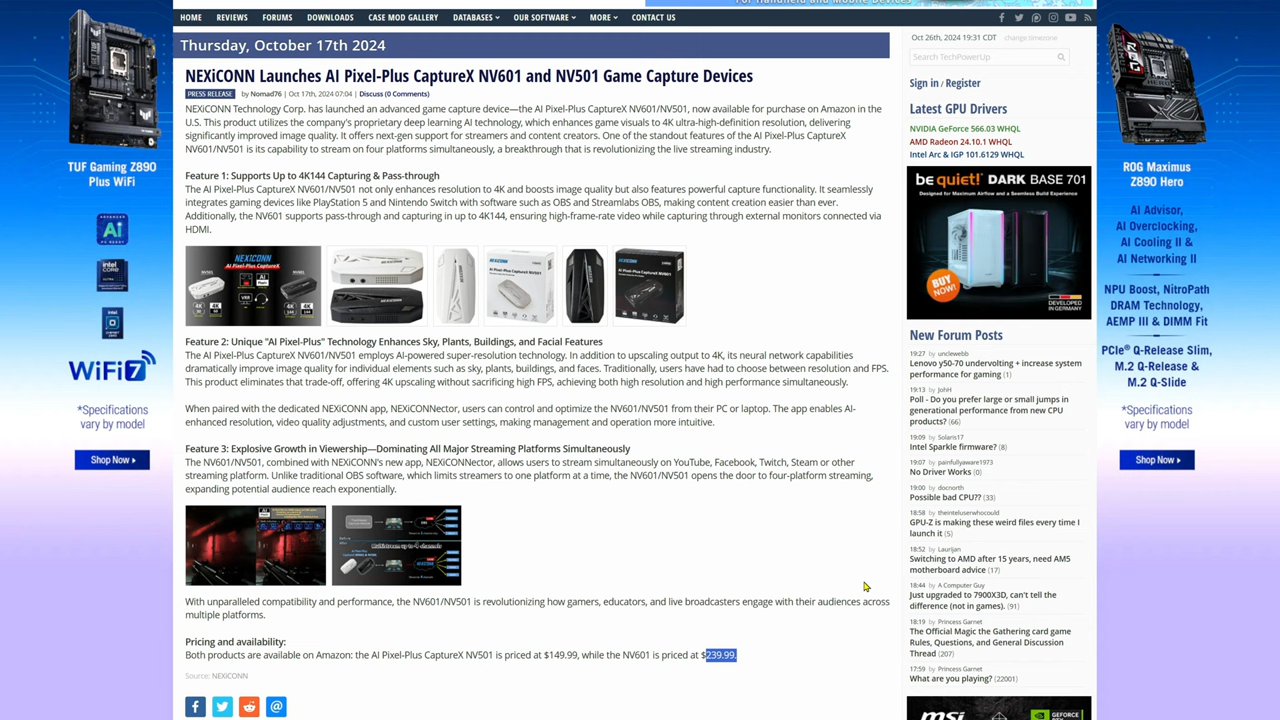 For Handheld and Mobile Devices
HOME REVIEWS FORUMS DOWNLOADS CASE MOD GALLERY DATABASES OUR SOFTWARE MORE CONTACT US
Thursday, October 17th 2024
NEXiCONN Launches AI Pixel-Plus CaptureX NV601 and NV501 Game Capture Devices
PRESS RELEASE by Nomad76 | Oct 17th, 2024 07:04 | Discuss (0 Comments)
NEXiCONN Technology Corp. has launched an advanced game capture device—the AI Pixel-Plus CaptureX NV601/NV501, now available for purchase on Amazon in the
U.S. This product utilizes the company's proprietary deep learning AI technology, which enhances game visuals to 4K ultra-high-definition resolution, delivering
significantly improved image quality. It offers next-gen support for streamers and content creators. One of the standout features of the AI Pixel-Plus CaptureX
NV601/NV501 is its capability to stream on four platforms simultaneously, a breakthrough that is revolutionizing the live streaming industry.
Feature 1: Supports Up to 4K144 Capturing & Pass-through
The AI Pixel-Plus CaptureX NV601/NV501 not only enhances resolution to 4K and boosts image quality but also features powerful capture functionality. It seamlessly
integrates gaming devices like PlayStation 5 and Nintendo Switch with software such as OBS and Streamlabs OBS, making content creation easier than ever.
Additionally, the NV601 supports pass-through and capturing in up to 4K144, ensuring high-frame-rate video while capturing through external monitors connected via
HDMI.
NEXiCONN
AI Pixel-Plus CaptureX
Feature 2: Unique "AI Pixel-Plus" Technology Enhances Sky, Plants, Buildings, and Facial Features
The AI Pixel-Plus CaptureX NV601/NV501 employs AI-powered super-resolution technology. In addition to upscaling output to 4K, its neural network capabilities
dramatically improve image quality for individual elements such as sky, plants, buildings, and faces. Traditionally, users have had to choose between resolution and FPS.
This product eliminates that trade-off, offering 4K upscaling without sacrificing high FPS, achieving both high resolution and high performance simultaneously.
When paired with the dedicated NEXiCONN app, NEXiCONNector, users can control and optimize the NV601/NV501 from their PC or laptop. The app enables AI-
enhanced resolution, video quality adjustments, and custom user settings, making management and operation more intuitive.
Feature 3: Explosive Growth in Viewership—Dominating All Major Streaming Platforms Simultaneously
The NV601/NV501, combined with NEXiCONN's new app, NEXiCONNector, allows users to stream simultaneously on YouTube, Facebook, Twitch, Steam or other
streaming platform. Unlike traditional OBS software, which limits streamers to one platform at a time, the NV601/NV501 opens the door to four-platform streaming,
expanding potential audience reach exponentially.
Multistream up to 4 channels
With unparalleled compatibility and performance, the NV601/NV501 is revolutionizing how gamers, educators, and live broadcasters engage with their audiences across
multiple platforms.
Pricing and availability:
Both products are available on Amazon: the AI Pixel-Plus CaptureX NV501 is priced at $149.99, while the NV601 is priced at $239.99.
Source: NEXiCONN
Oct 26th, 2024 19:31 CDT change timezone
Search TechPowerUp
Sign in / Register
Latest GPU Drivers
NVIDIA GeForce 566.03 WHQL
AMD Radeon 24.10.1 WHQL
Intel Arc & IGP 101.6129 WHQL
be quiet! DARK BASE 701
Designed for Maximum Airflow and a Seamless Building Experience
BUY NOW!
DEVELOPED IN GERMANY
New Forum Posts
19:27 by unclewebb
Lenovo y50-70 undervolting + increase system
performance for gaming (1)
19:13 by JohH
Poll - Do you prefer large or small jumps in
generational performance from new CPU
products? (66)
19:09 by Solaris17
Intel Sparkle firmware? (8)
19:07 by painfullyaware1973
No Driver Works (0)
19:00 by docnorth
Possible bad CPU?? (33)
18:58 by theinteluserwhocould
GPU-Z is making these weird files every time I
launch it (5)
18:52 by Laurijan
Switching to AMD after 15 years, need AM5
motherboard advice (17)
18:44 by A Computer Guy
Just upgraded to 7900X3D, can't tell the
difference (not in games). (91)
18:19 by Princess Garnet
The Official Magic the Gathering card game
Rules, Questions, and General Discussion
Thread (207)
17:59 by Princess Garnet
What are you playing? (22001)
msi
GEFORCE
TUF Gaming Z890
Plus WiFi
ADVANCED
AI
PC READY
intel
CORE
ULTRA
intel
WiFi 7
*Specifications
vary by model
Shop Now
ROG Maximus
Z890 Hero
AI Advisor,
AI Overclocking,
AI Cooling II &
AI Networking II
NPU Boost, NitroPath
DRAM Technology,
AEMP III & DIMM Fit
PCIe® Q-Release Slim,
M.2 Q-Release &
M.2 Q-Slide
*Specifications
vary by model
Shop Now